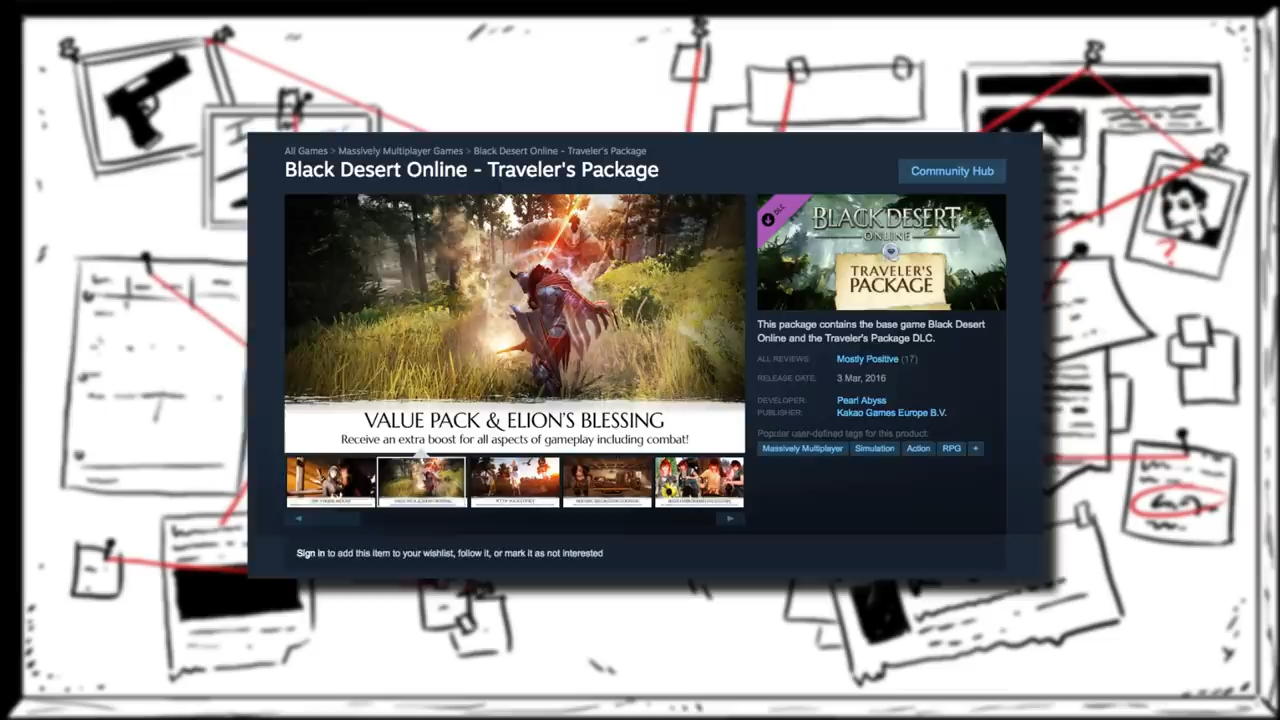 All Games > Massively Multiplayer Games > Black Desert Online - Traveler's Package
Black Desert Online - Traveler's Package
Community Hub
VALUE PACK & ELION'S BLESSING
Receive an extra boost for all aspects of gameplay including combat!
DLC
BLACK DESERT
ONLINE
TRAVELER'S
PACKAGE
This package contains the base game Black Desert
Online and the Traveler's Package DLC.
ALL REVIEWS: Mostly Positive (17)
RELEASE DATE: 3 Mar, 2016
DEVELOPER: Pearl Abyss
PUBLISHER: Kakao Games Europe B.V.
Popular user-defined tags for this product:
Massively Multiplayer Simulation Action RPG +
Sign in to add this item to your wishlist, follow it, or mark it as not interested
?